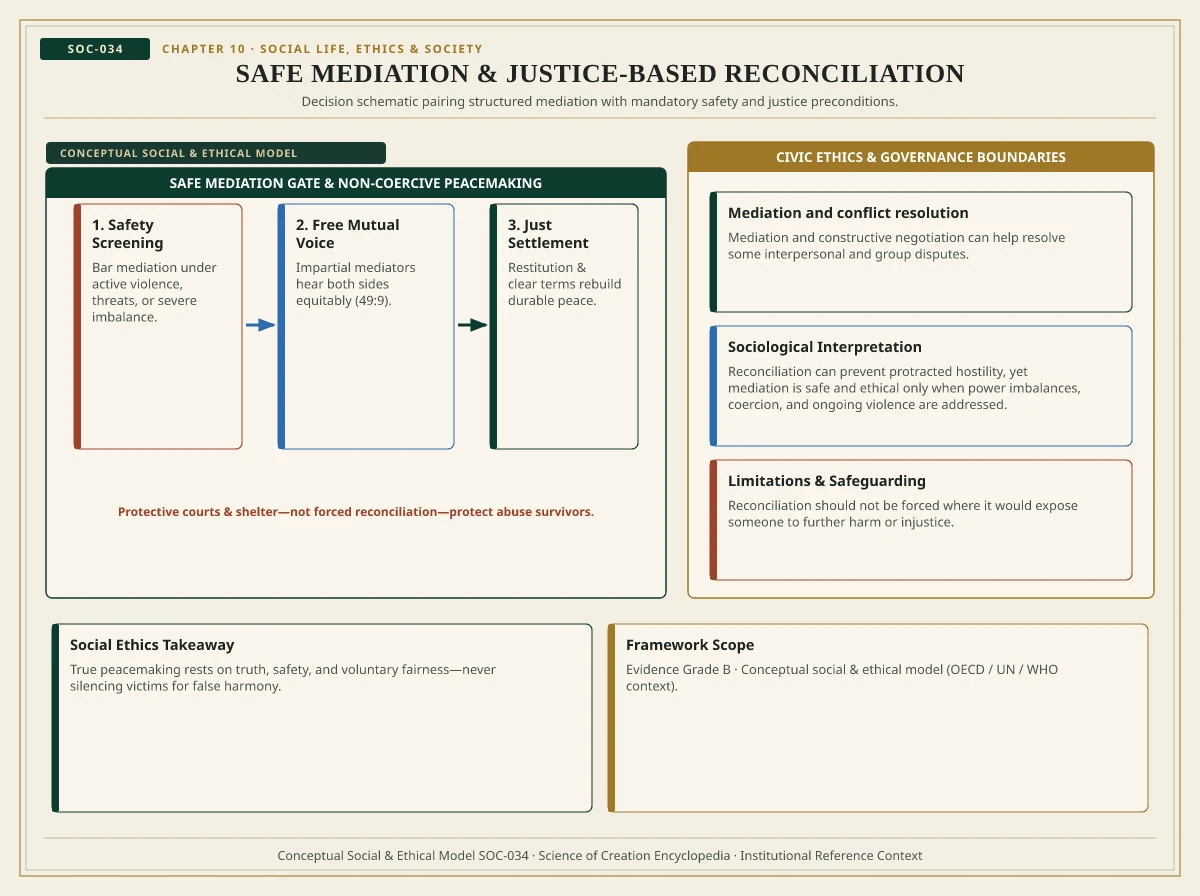 SOC-034
CHAPTER 10 · SOCIAL LIFE, ETHICS & SOCIETY
SAFE MEDIATION & JUSTICE-BASED RECONCILIATION
Decision schematic pairing structured mediation with mandatory safety and justice preconditions.
CONCEPTUAL SOCIAL & ETHICAL MODEL
SAFE MEDIATION GATE & NON-COERCIVE PEACEMAKING
1. Safety
Screening
Bar mediation under
active violence,
threats, or severe
imbalance.
2. Free Mutual
Voice
Impartial mediators
hear both sides
equitably (49:9).
3. Just
Settlement
Restitution &
clear terms rebuild
durable peace.
Protective courts & shelter—not forced reconciliation—protect abuse survivors.
CIVIC ETHICS & GOVERNANCE BOUNDARIES
Mediation and conflict resolution
Mediation and constructive negotiation can help resolve
some interpersonal and group disputes.
Sociological Interpretation
Reconciliation can prevent protracted hostility, yet
mediation is safe and ethical only when power imbalances,
coercion, and ongoing violence are addressed.
Limitations & Safeguarding
Reconciliation should not be forced where it would expose
someone to further harm or injustice.
Social Ethics Takeaway
True peacemaking rests on truth, safety, and voluntary fairness—never
silencing victims for false harmony.
Framework Scope
Evidence Grade B · Conceptual social & ethical model (OECD / UN / WHO
context).
Conceptual Social & Ethical Model SOC-034 · Science of Creation Encyclopedia · Institutional Reference Context